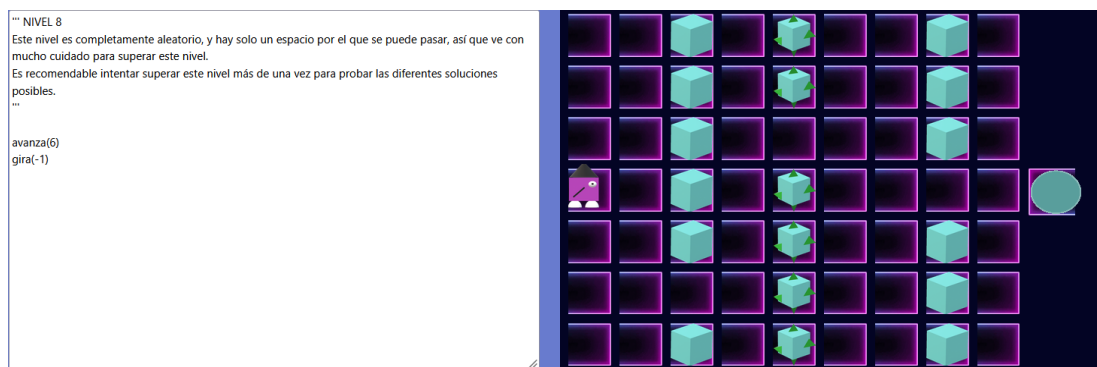 ''' NIVEL 8
Este nivel es completamente aleatorio, y hay solo un espacio por el que se puede pasar, así que ve con
mucho cuidado para superar este nivel.
Es recomendable intentar superar este nivel más de una vez para probar las diferentes soluciones
posibles.
'''
avanza(6)
gira(-1)